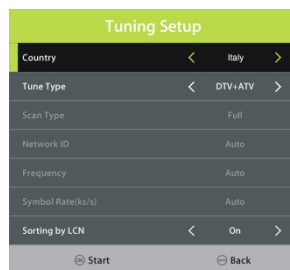 Tuning Setup
Country < Italy >
Tune Type < DTV+ATV >
Scan Type Full
Network ID Auto
Frequency Auto
Symbol Rate(ks/s) Auto
Sorting by LCN < On >
OK Start Back